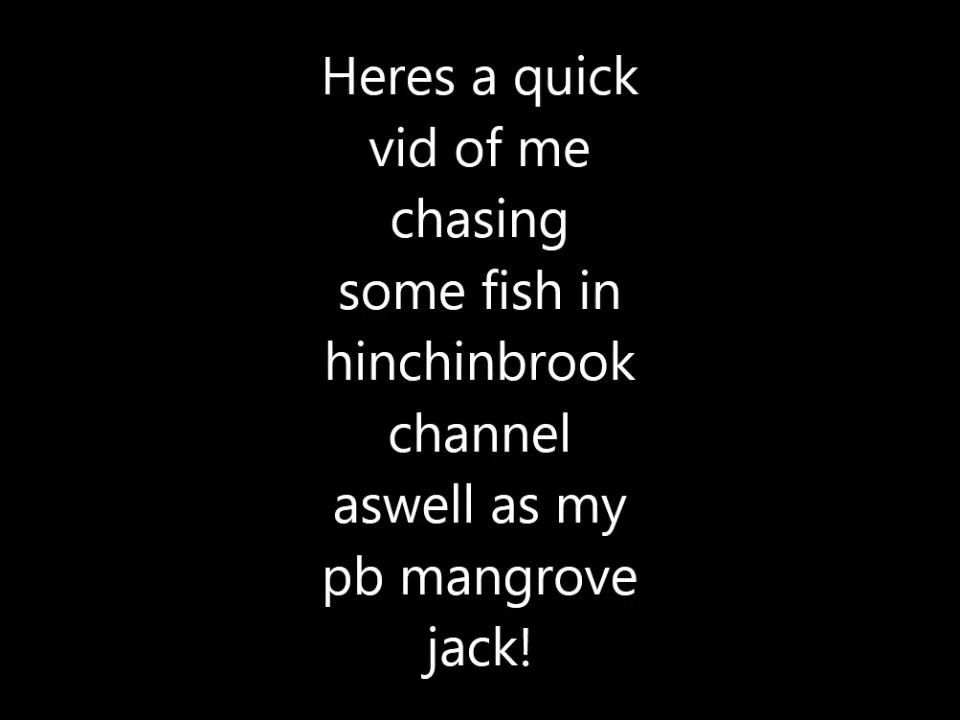 Heres a quick
vid of me
chasing
some fish in
hinchinbrook
channel
aswell as my
pb mangrove
jack!